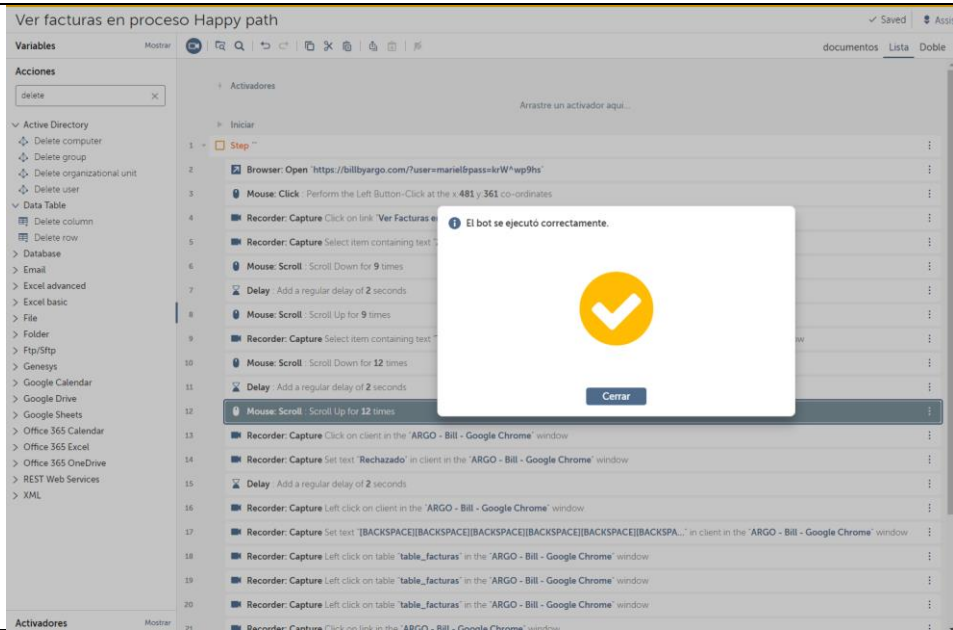 Ver facturas en proceso Happy path
Saved
Variables
Mostrar
documentos Lista Doble
Acciones
delete
Active Directory
Delete computer
Delete group
Delete organizational unit
Delete user
Data Table
Delete column
Delete row
Database
Email
Excel advanced
Excel basic
File
Folder
Ftp/Sftp
Genesys
Google Calendar
Google Drive
Google Sheets
Office 365 Calendar
Office 365 Excel
Office 365 OneDrive
REST Web Services
XML
Activadores
Mostrar
Activadores
Arrastre un activador aquí...
Iniciar
1 Step ""
2 Browser: Open "https://billbyargo.com/?user=mariel&pass=krW^wp9hs"
3 Mouse: Click : Perform the Left Button-Click at the x:481 y:361 co-ordinates
4 Recorder: Capture Click on link "Ver Facturas
5 Recorder: Capture Select item containing text
6 Mouse: Scroll : Scroll Down for 9 times
7 Delay : Add a regular delay of 2 seconds
8 Mouse: Scroll : Scroll Up for 9 times
9 Recorder: Capture Select item containing text
10 Mouse: Scroll : Scroll Down for 12 times
11 Delay : Add a regular delay of 2 seconds
12 Mouse: Scroll : Scroll Up for 12 times
13 Recorder: Capture Click on client in the "ARGO - Bill - Google Chrome" window
14 Recorder: Capture Set text "Rechazado" in client in the "ARGO - Bill - Google Chrome" window
15 Delay : Add a regular delay of 2 seconds
16 Recorder: Capture Left click on client in the "ARGO - Bill - Google Chrome" window
17 Recorder: Capture Set text "[BACKSPACE][BACKSPACE][BACKSPACE][BACKSPACE][BACKSPACE][BACKSPA..." in client in the "ARGO - Bill - Google Chrome" window
18 Recorder: Capture Left click on table "table_facturas" in the "ARGO - Bill - Google Chrome" window
19 Recorder: Capture Left click on table "table_facturas" in the "ARGO - Bill - Google Chrome" window
20 Recorder: Capture Left click on table "table_facturas" in the "ARGO - Bill - Google Chrome" window
21 Recorder: Capture Click on link in the "ARGO - Bill - Google Chrome" window
El bot se ejecutó correctamente.
Cerrar